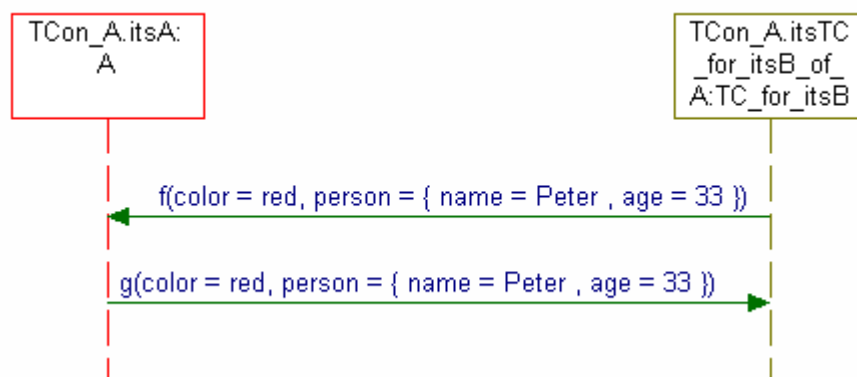 TCon_A.itsA:
A
TCon_A.itsTC
_for_itsB_of_
A:TC_for_itsB
f(color = red, person = { name = Peter , age = 33 })
g(color = red, person = { name = Peter , age = 33 })